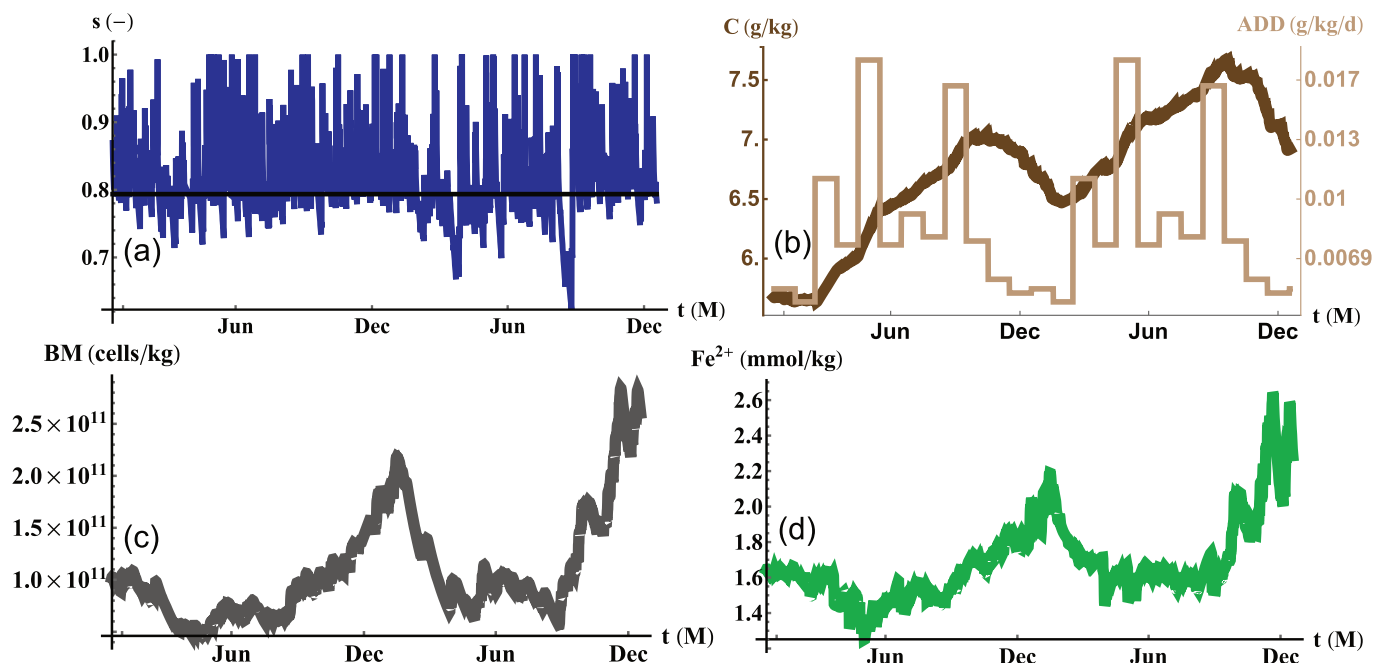 s (−)
1.0
0.9
0.8
0.7
(a)
Jun
Dec
Jun
Dec
t (M)
C (g/kg)
ADD (g/kg/d)
7.5
7.
6.5
6.
0.017
0.013
0.01
0.0069
(b)
Jun
Dec
Jun
Dec
t (M)
BM (cells/kg)
2.5 × 10¹¹
2.0 × 10¹¹
1.5 × 10¹¹
1.0 × 10¹¹
(c)
Jun
Dec
Jun
Dec
t (M)
Fe²⁺ (mmol/kg)
2.6
2.4
2.2
2.0
1.8
1.6
1.4
(d)
Jun
Dec
Jun
Dec
t (M)